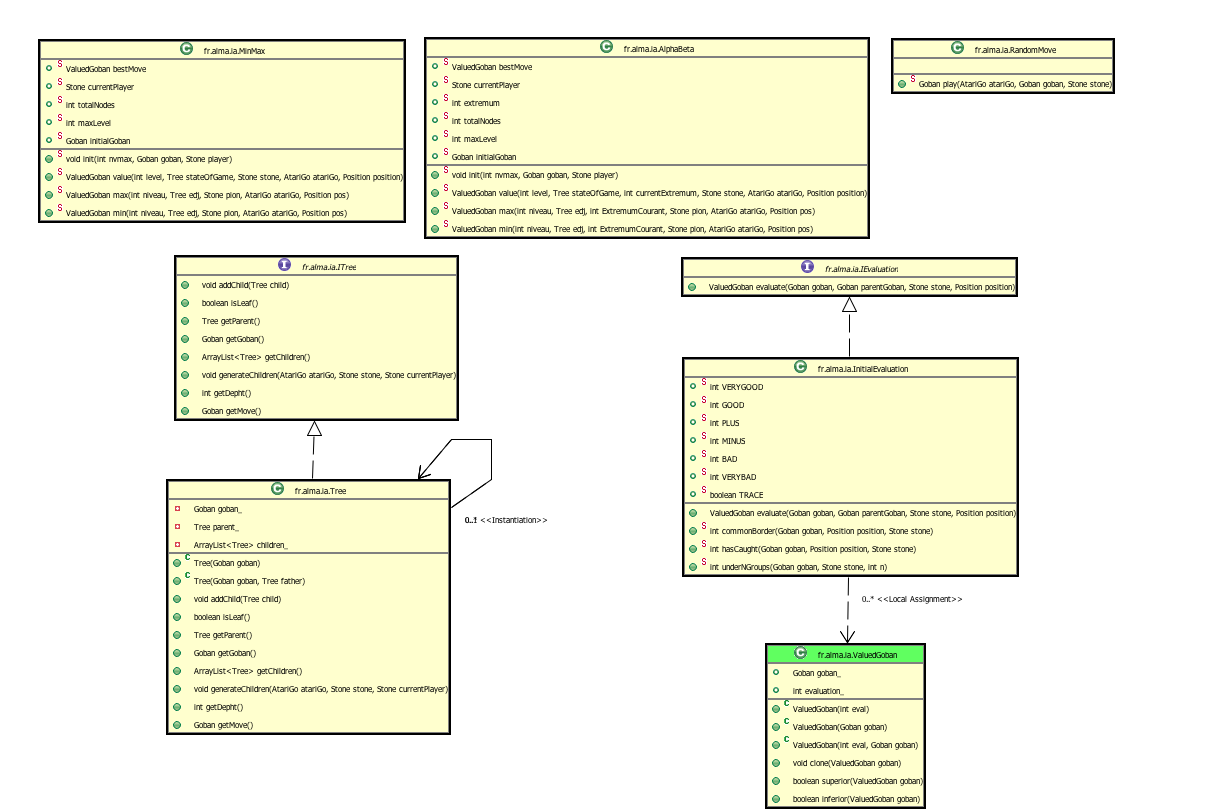 fr.alma.ia.MinMax
ValuedGoban bestMove
Stone currentPlayer
int totalNodes
int maxLevel
Goban initialGoban
void init(int nvmax, Goban goban, Stone player)
ValuedGoban value(int level, Tree stateOfGame, Stone stone, AtariGo atariGo, Position position)
ValuedGoban max(int niveau, Tree edj, Stone pion, AtariGo atariGo, Position pos)
ValuedGoban min(int niveau, Tree edj, Stone pion, AtariGo atariGo, Position pos)
fr.alma.ia.AlphaBeta
ValuedGoban bestMove
Stone currentPlayer
int extremum
int totalNodes
int maxLevel
Goban initialGoban
void init(int nvmax, Goban goban, Stone player)
ValuedGoban value(int level, Tree stateOfGame, int currentExtremum, Stone stone, AtariGo atariGo, Position position)
ValuedGoban max(int niveau, Tree edj, int ExtremumCourant, Stone pion, AtariGo atariGo, Position pos)
ValuedGoban min(int niveau, Tree edj, int ExtremumCourant, Stone pion, AtariGo atariGo, Position pos)
fr.alma.ia.RandomMove
Goban play(AtariGo atariGo, Goban goban, Stone stone)
fr.alma.ia.ITree
void addChild(Tree child)
boolean isLeaf()
Tree getParent()
Goban getGoban()
ArrayList<Tree> getChildren()
void generateChildren(AtariGo atariGo, Stone stone, Stone currentPlayer)
int getDepht()
Goban getMove()
fr.alma.ia.IEvaluation
ValuedGoban evaluate(Goban goban, Goban parentGoban, Stone stone, Position position)
fr.alma.ia.InitialEvaluation
int VERYGOOD
int GOOD
int PLUS
int MINUS
int BAD
int VERYBAD
boolean TRACE
ValuedGoban evaluate(Goban goban, Goban parentGoban, Stone stone, Position position)
int commonBorder(Goban goban, Position position, Stone stone)
int hasCaught(Goban goban, Position position, Stone stone)
int underNGroups(Goban goban, Stone stone, int n)
fr.alma.ia.Tree
Goban goban_
Tree parent_
ArrayList<Tree> children_
Tree(Goban goban)
Tree(Goban goban, Tree father)
void addChild(Tree child)
boolean isLeaf()
Tree getParent()
Goban getGoban()
ArrayList<Tree> getChildren()
void generateChildren(AtariGo atariGo, Stone stone, Stone currentPlayer)
int getDepht()
Goban getMove()
<<Instantiation>>
0..* <<Local Assignment>>
fr.alma.ia.ValuedGoban
Goban goban_
int evaluation_
ValuedGoban(int eval)
ValuedGoban(Goban goban)
ValuedGoban(int eval, Goban goban)
void clone(ValuedGoban goban)
boolean superior(ValuedGoban goban)
boolean inferior(ValuedGoban goban)